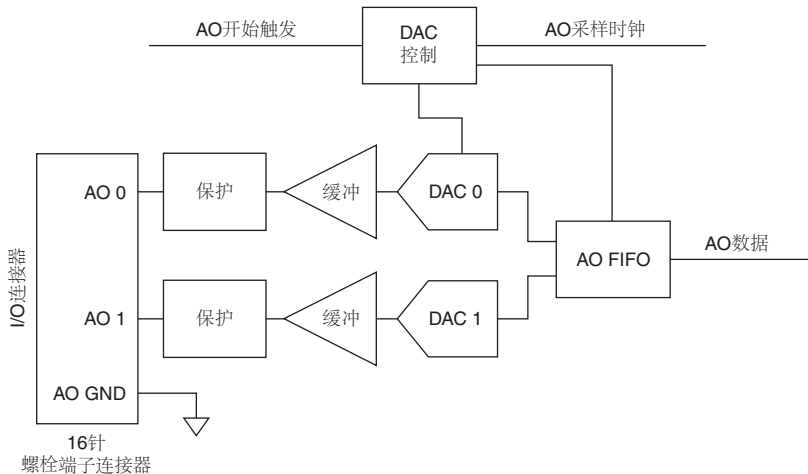 AO开始触发
DAC
控制
AO采样时钟
I/O连接器
AO 0
保护
缓冲
DAC 0
AO FIFO
AO数据
AO 1
保护
缓冲
DAC 1
AO GND
16针
螺栓端子连接器